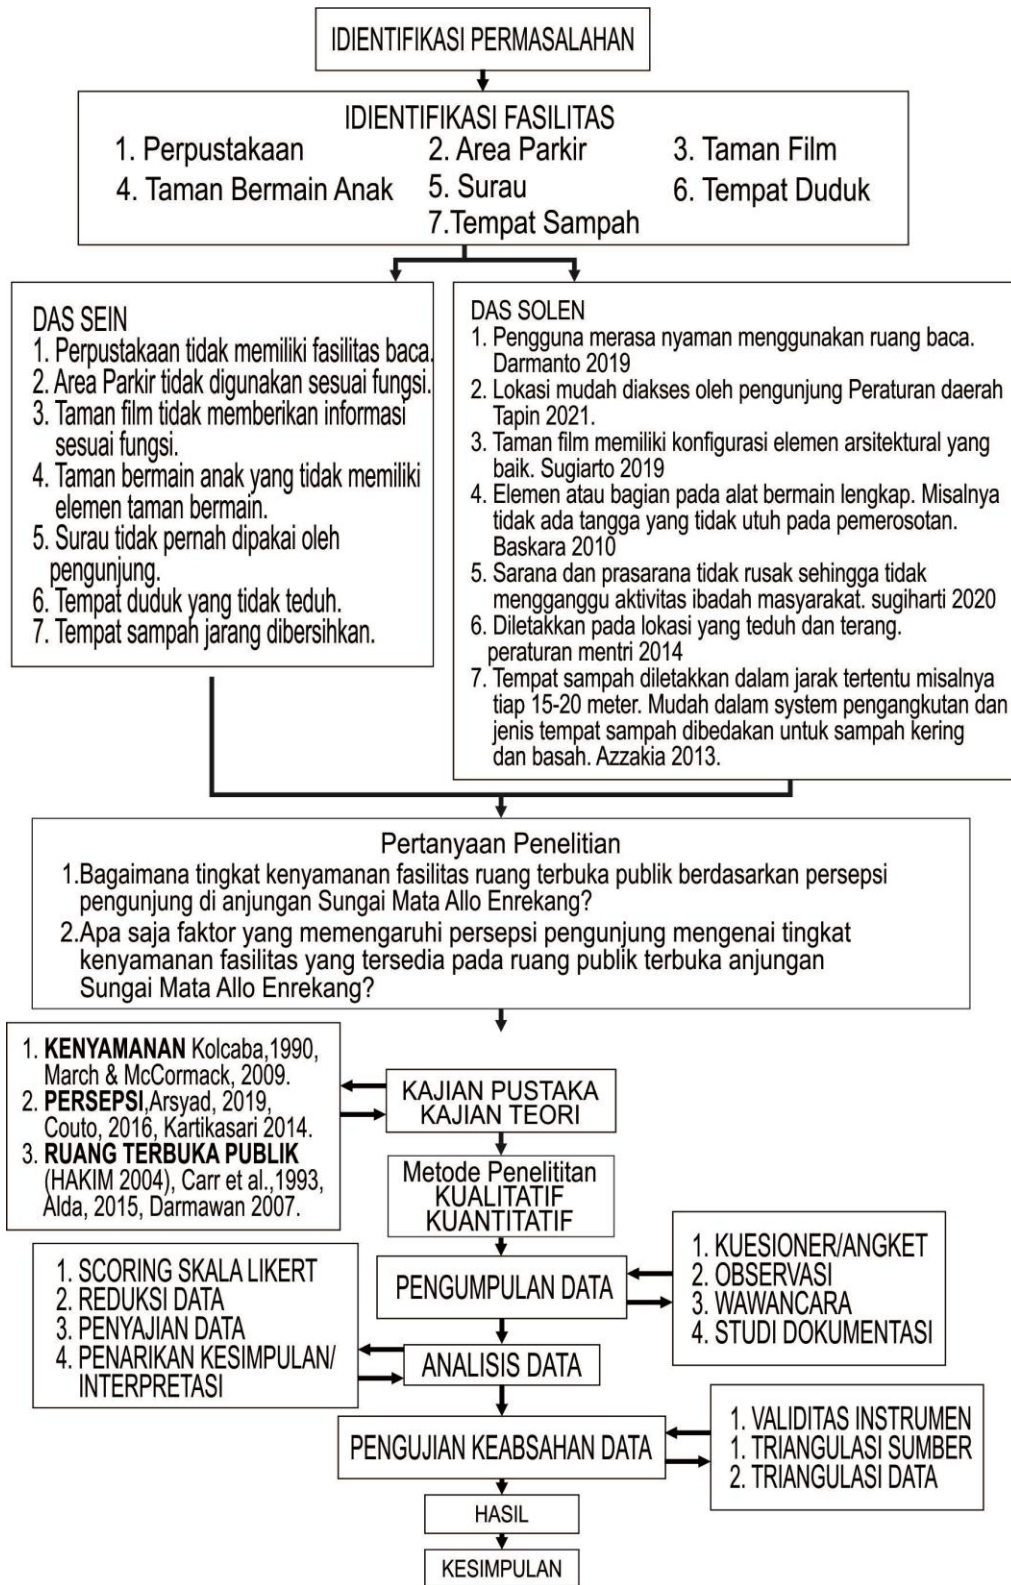 IDIENTIFIKASI PERMASALAHAN
IDIENTIFIKASI FASILITAS
1. Perpustakaan 2. Area Parkir 3. Taman Film
4. Taman Bermain Anak 5. Surau 6. Tempat Duduk
7.Tempat Sampah
DAS SEIN
1. Perpustakaan tidak memiliki fasilitas baca.
2. Area Parkir tidak digunakan sesuai fungsi.
3. Taman film tidak memberikan informasi
sesuai fungsi.
4. Taman bermain anak yang tidak memiliki
elemen taman bermain.
5. Surau tidak pernah dipakai oleh
pengunjung.
6. Tempat duduk yang tidak teduh.
7. Tempat sampah jarang dibersihkan.
DAS SOLEN
1. Pengguna merasa nyaman menggunakan ruang baca.
Darmanto 2019
2. Lokasi mudah diakses oleh pengunjung Peraturan daerah
Tapin 2021.
3. Taman film memiliki konfigurasi elemen arsitektural yang
baik. Sugiarto 2019
4. Elemen atau bagian pada alat bermain lengkap. Misalnya
tidak ada tangga yang tidak utuh pada pemerosotan.
Baskara 2010
5. Sarana dan prasarana tidak rusak sehingga tidak
mengganggu aktivitas ibadah masyarakat. sugiharti 2020
6. Diletakkan pada lokasi yang teduh dan terang.
peraturan mentri 2014
7. Tempat sampah diletakkan dalam jarak tertentu misalnya
tiap 15-20 meter. Mudah dalam system pengangkutan dan
jenis tempat sampah dibedakan untuk sampah kering
dan basah. Azzakia 2013.
Pertanyaan Penelitian
1.Bagaimana tingkat kenyamanan fasilitas ruang terbuka publik berdasarkan persepsi
pengunjung di anjungan Sungai Mata Allo Enrekang?
2.Apa saja faktor yang memengaruhi persepsi pengunjung mengenai tingkat
kenyamanan fasilitas yang tersedia pada ruang publik terbuka anjungan
Sungai Mata Allo Enrekang?
1. KENYAMANAN Kolcaba,1990,
March & McCormack, 2009.
2. PERSEPSI,Arsyad, 2019,
Couto, 2016, Kartikasari 2014.
3. RUANG TERBUKA PUBLIK
(HAKIM 2004), Carr et al.,1993,
Alda, 2015, Darmawan 2007.
KAJIAN PUSTAKA
KAJIAN TEORI
Metode Penelititan
KUALITATIF
KUANTITATIF
PENGUMPULAN DATA
1. KUESIONER/ANGKET
2. OBSERVASI
3. WAWANCARA
4. STUDI DOKUMENTASI
1. SCORING SKALA LIKERT
2. REDUKSI DATA
3. PENYAJIAN DATA
4. PENARIKAN KESIMPULAN/
INTERPRETASI
ANALISIS DATA
PENGUJIAN KEABSAHAN DATA
1. VALIDITAS INSTRUMEN
1. TRIANGULASI SUMBER
2. TRIANGULASI DATA
HASIL
KESIMPULAN